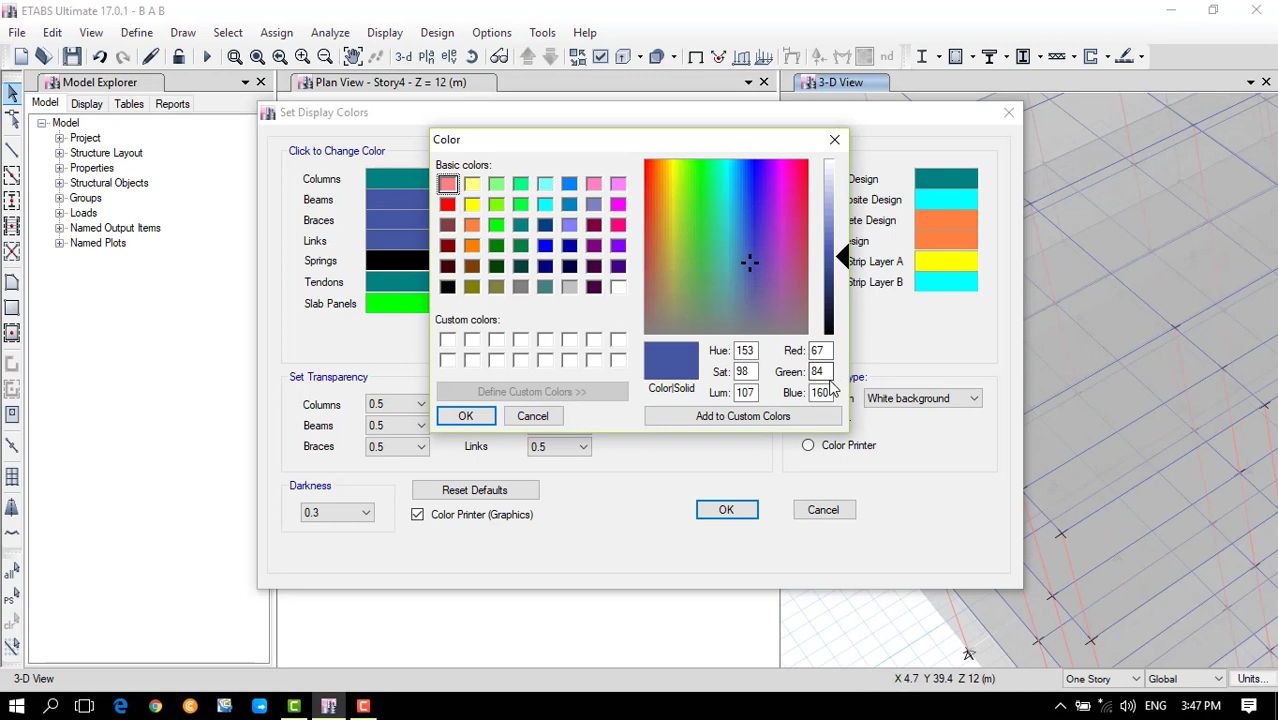 ETABS Ultimate 17.0.1 - B A B
File Edit View Define Draw Select Assign Analyze Display Design Options Tools Help
3-d
Model Explorer
Plan View - Story4 - Z = 12 (m)
3-D View
Model Display Tables Reports
Model
Project
Structure Layout
Properties
Structural Objects
Groups
Loads
Named Output Items
Named Plots
all
PS
clr
Set Display Colors
Click to Change Color
Columns
Beams
Braces
Links
Springs
Tendons
Slab Panels
Color
Basic colors:
Custom colors:
Define Custom Colors >>
OK Cancel
Color|Solid
Hue: 153 Red: 67
Sat: 98 Green: 84
Lum: 107 Blue: 160
Add to Custom Colors
Design
Strip Layer A
Strip Layer B
White background
Color Printer
Set Transparency
Columns 0.5
Beams 0.5
Braces 0.5 Links 0.5
Darkness
0.3
Reset Defaults
Color Printer (Graphics)
OK Cancel
3-D View
X 4.7 Y 39.4 Z 12 (m)
One Story Global Units...
ENG 3:47 PM